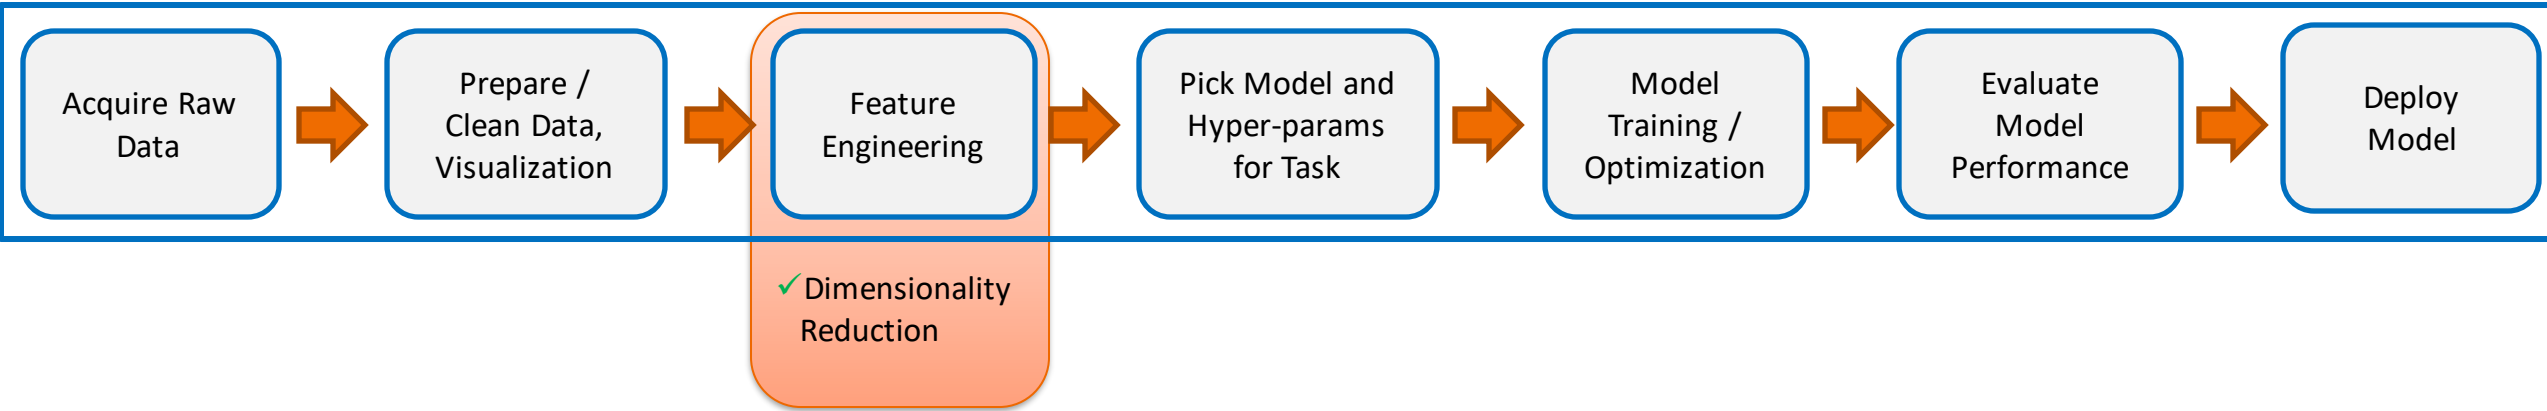 Acquire Raw
Data
Prepare /
Clean Data,
Visualization
Feature
Engineering
Pick Model and
Hyper-params
for Task
Model
Training /
Optimization
Evaluate
Model
Performance
Deploy
Model
✓Dimensionality
Reduction